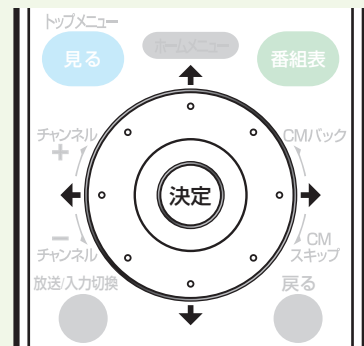 トップメニュー
見る
ホームメニュー
番組表
チャンネル
+
CMバック
決定
−
チャンネル
CM
スキップ
放送/入力切換
戻る